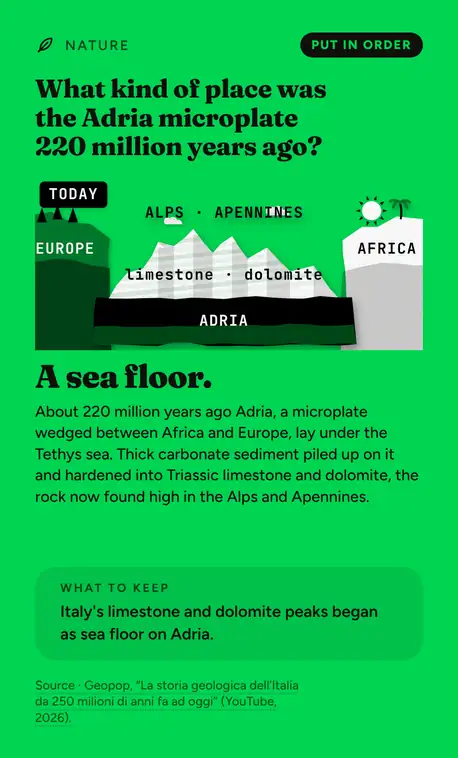 NATURE
PUT IN ORDER
What kind of place was
the Adria microplate
220 million years ago?
TODAY
ALPS · APENNINES
EUROPE
AFRICA
limestone · dolomite
ADRIA
A sea floor.
About 220 million years ago Adria, a microplate
wedged between Africa and Europe, lay under the
Tethys sea. Thick carbonate sediment piled up on it
and hardened into Triassic limestone and dolomite, the
rock now found high in the Alps and Apennines.
WHAT TO KEEP
Italy's limestone and dolomite peaks began
as sea floor on Adria.
Source · Geopop, “La storia geologica dell’Italia
da 250 milioni di anni fa ad oggi” (YouTube,
2026).